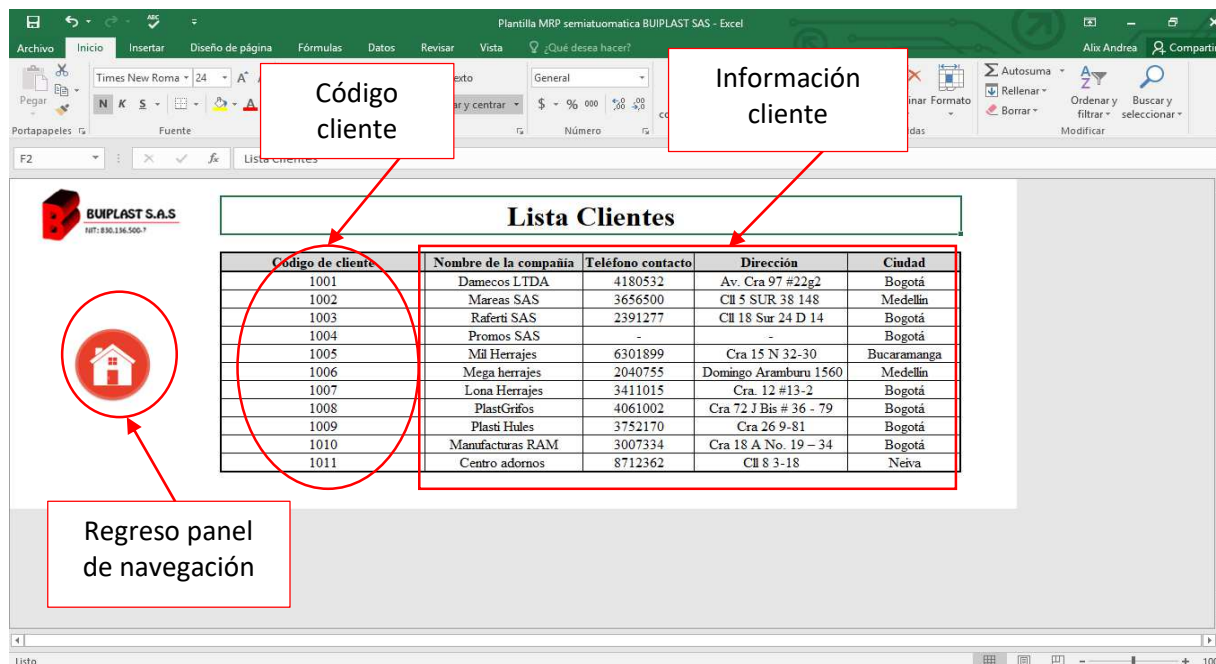 Plantilla MRP semiatuomatica BUIPLAST SAS - Excel
Archivo Inicio Insertar Diseño de página Fórmulas Datos Revisar Vista ¿Qué desea hacer? Alix Andrea Compartir
Pegar
Times New Roma 24
N K S
General
$ % 000
Autosuma
Rellenar
Borrar
Formato
Ordenar y filtrar
Buscar y seleccionar
Portapapeles Fuente Número Modificar
Código
cliente
Información
cliente
F2 fx Lista Clientes
BUIPLAST S.A.S
NIT: 830.136.500-7
Lista Clientes
Código de cliente Nombre de la compañia Teléfono contacto Dirección Ciudad
1001 Damecos LTDA 4180532 Av. Cra 97 #22g2 Bogotá
1002 Mareas SAS 3656500 Cll 5 SUR 38 148 Medellin
1003 Raferti SAS 2391277 Cll 18 Sur 24 D 14 Bogotá
1004 Promos SAS - - Bogotá
1005 Mil Herrajes 6301899 Cra 15 N 32-30 Bucaramanga
1006 Mega herrajes 2040755 Domingo Aramburu 1560 Medellin
1007 Lona Herrajes 3411015 Cra. 12 #13-2 Bogotá
1008 PlastGrifos 4061002 Cra 72 J Bis # 36 - 79 Bogotá
1009 Plasti Hules 3752170 Cra 26 9-81 Bogotá
1010 Manufacturas RAM 3007334 Cra 18 A No. 19 – 34 Bogotá
1011 Centro adornos 8712362 Cll 8 3-18 Neiva
Regreso panel
de navegación
Listo
100